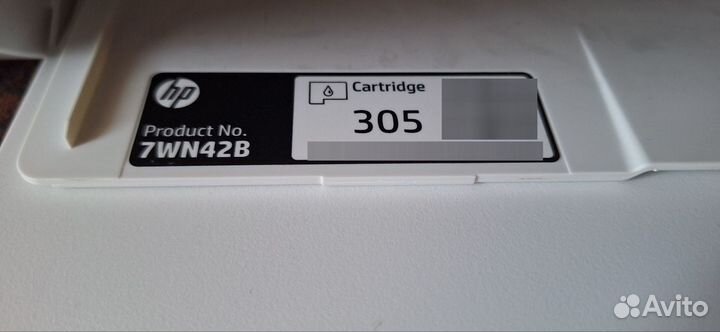 hp
Product No.
7WN42B
Cartridge
305
Avito